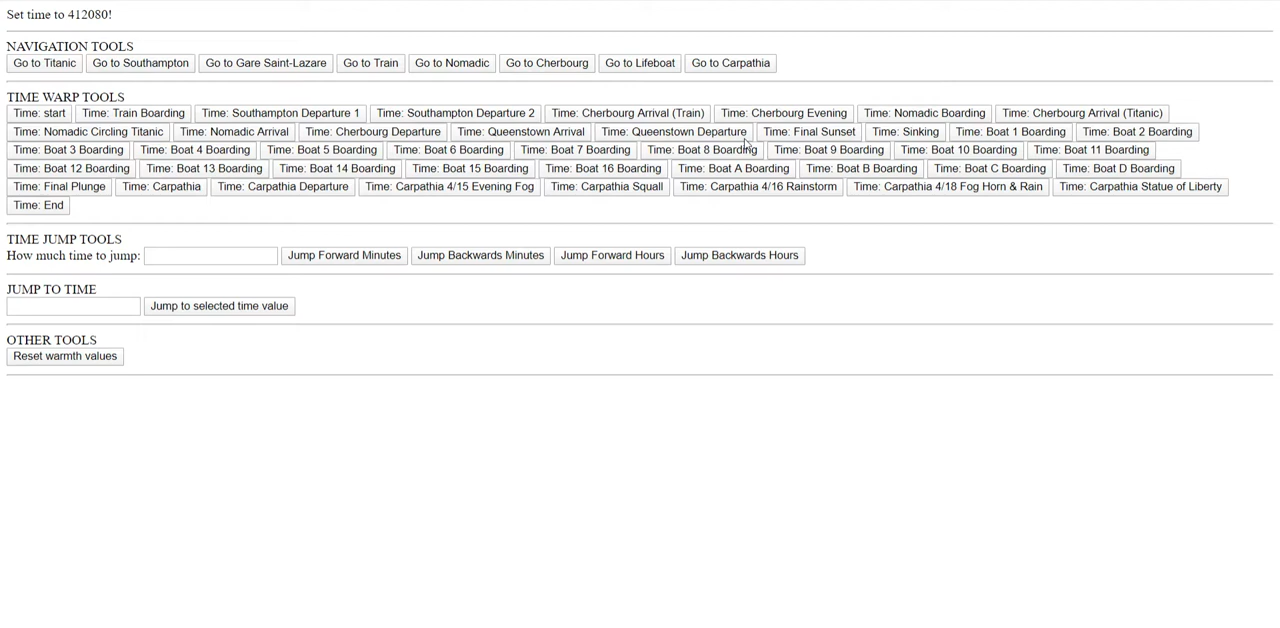 Set time to 412080!
NAVIGATION TOOLS
Go to Titanic Go to Southampton Go to Gare Saint-Lazare Go to Train Go to Nomadic Go to Cherbourg Go to Lifeboat Go to Carpathia
TIME WARP TOOLS
Time: start Time: Train Boarding Time: Southampton Departure 1 Time: Southampton Departure 2 Time: Cherbourg Arrival (Train) Time: Cherbourg Evening Time: Nomadic Boarding Time: Cherbourg Arrival (Titanic)
Time: Nomadic Circling Titanic Time: Nomadic Arrival Time: Cherbourg Departure Time: Queenstown Arrival Time: Queenstown Departure Time: Final Sunset Time: Sinking Time: Boat 1 Boarding Time: Boat 2 Boarding
Time: Boat 3 Boarding Time: Boat 4 Boarding Time: Boat 5 Boarding Time: Boat 6 Boarding Time: Boat 7 Boarding Time: Boat 8 Boarding Time: Boat 9 Boarding Time: Boat 10 Boarding Time: Boat 11 Boarding
Time: Boat 12 Boarding Time: Boat 13 Boarding Time: Boat 14 Boarding Time: Boat 15 Boarding Time: Boat 16 Boarding Time: Boat A Boarding Time: Boat B Boarding Time: Boat C Boarding Time: Boat D Boarding
Time: Final Plunge Time: Carpathia Time: Carpathia Departure Time: Carpathia 4/15 Evening Fog Time: Carpathia Squall Time: Carpathia 4/16 Rainstorm Time: Carpathia 4/18 Fog Horn & Rain Time: Carpathia Statue of Liberty
Time: End
TIME JUMP TOOLS
How much time to jump: Jump Forward Minutes Jump Backwards Minutes Jump Forward Hours Jump Backwards Hours
JUMP TO TIME
Jump to selected time value
OTHER TOOLS
Reset warmth values